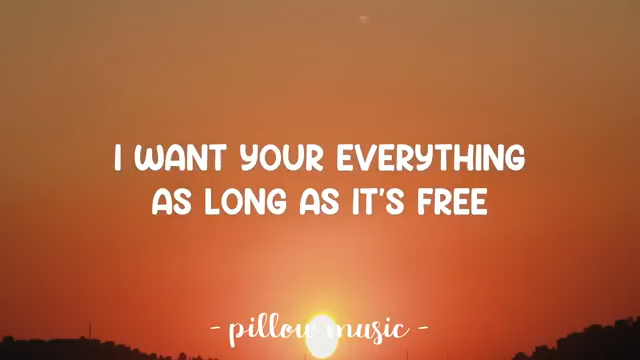 I WANT YOUR EVERYTHING
AS LONG AS IT'S FREE
- pillow music -